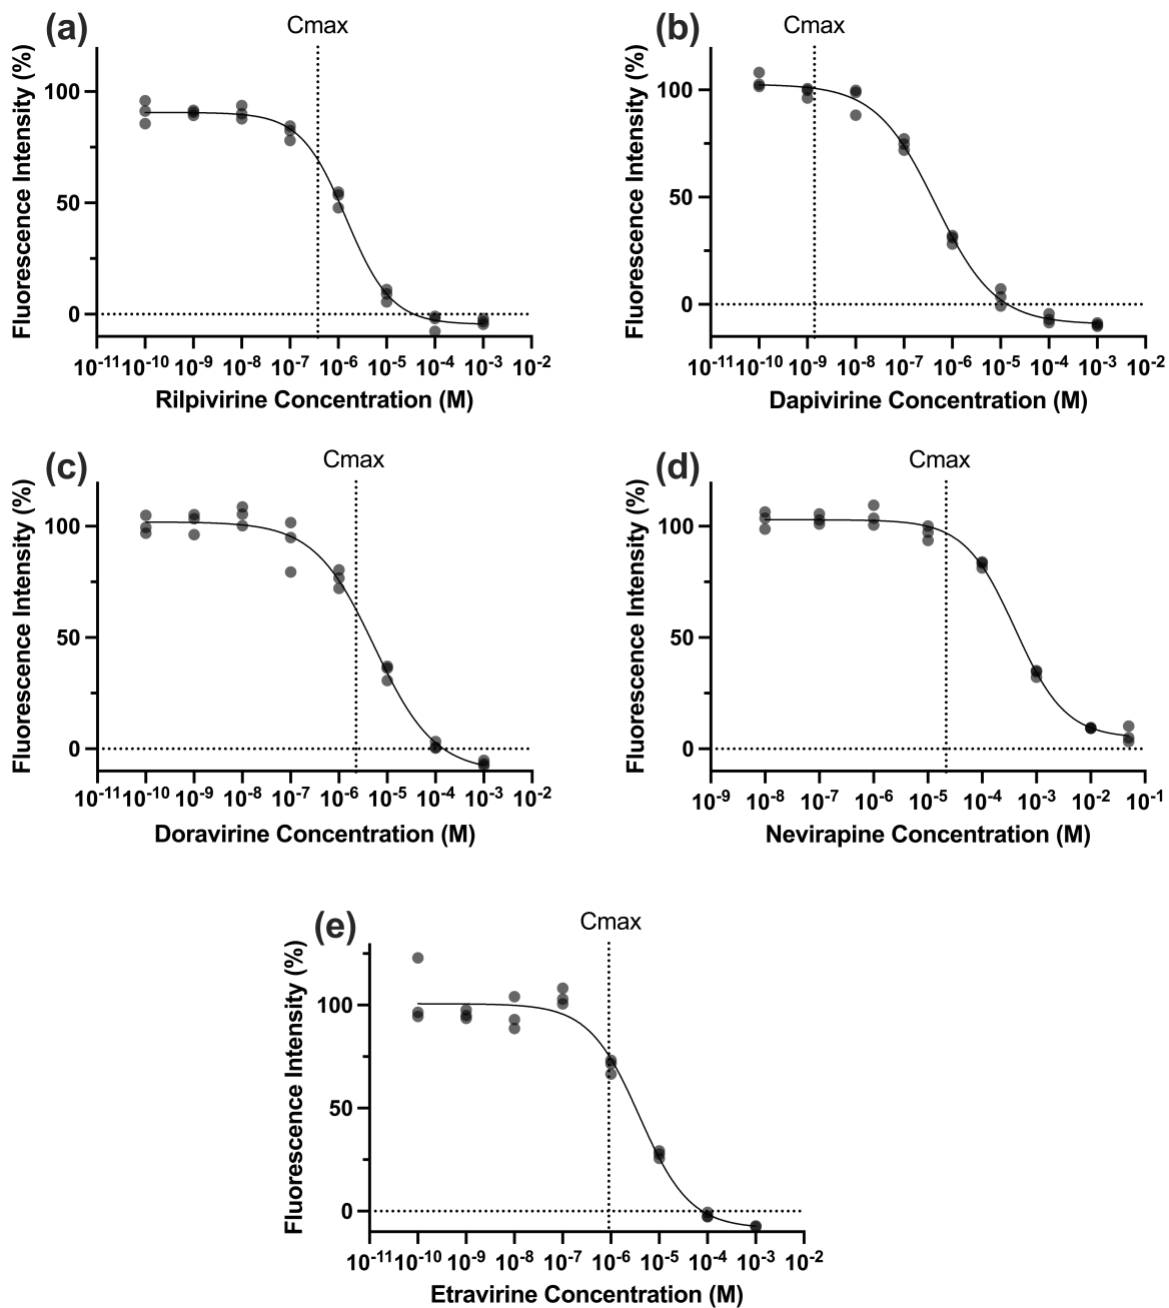 (a)
Cmax
Fluorescence Intensity (%)
100
50
0
10-11 10-10 10-9 10-8 10-7 10-6 10-5 10-4 10-3 10-2
Rilpivirine Concentration (M)
(b)
Cmax
Fluorescence Intensity (%)
100
50
0
10-11 10-10 10-9 10-8 10-7 10-6 10-5 10-4 10-3 10-2
Dapivirine Concentration (M)
(c)
Cmax
Fluorescence Intensity (%)
100
50
0
10-11 10-10 10-9 10-8 10-7 10-6 10-5 10-4 10-3 10-2
Doravirine Concentration (M)
(d)
Cmax
Fluorescence Intensity (%)
100
50
0
10-9 10-8 10-7 10-6 10-5 10-4 10-3 10-2 10-1
Nevirapine Concentration (M)
(e)
Cmax
Fluorescence Intensity (%)
100
50
0
10-11 10-10 10-9 10-8 10-7 10-6 10-5 10-4 10-3 10-2
Etravirine Concentration (M)